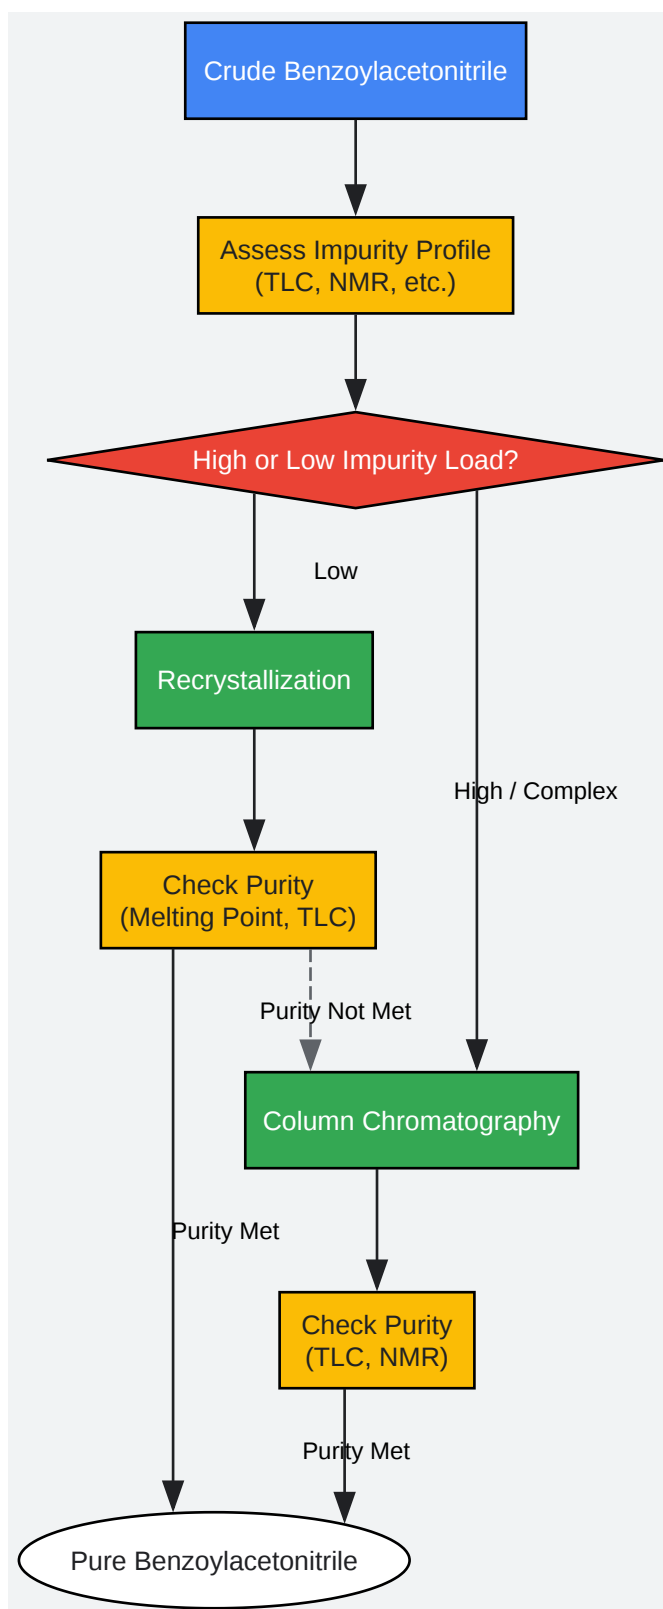 Crude Benzoylacetonitrile
Assess Impurity Profile
(TLC, NMR, etc.)
High or Low Impurity Load?
Low
Recrystallization
High / Complex
Check Purity
(Melting Point, TLC)
Purity Not Met
Column Chromatography
Purity Met
Check Purity
(TLC, NMR)
Purity Met
Pure Benzoylacetonitrile